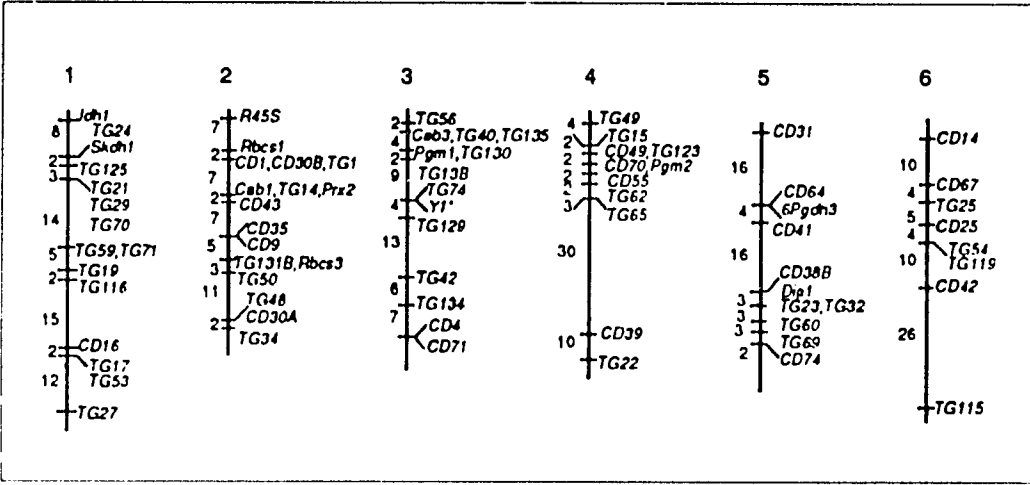 1
8
Idh1
TG24
2
Skdh1
3
TG125
TG21
TG29
14
TG70
5
TG59,TG71
TG19
2
TG116
15
CD16
2
TG17
12
TG53
TG27
2
7
R45S
Rbcs1
2
CD1,CD30B,TG1
7
Cab1,TG14,Prx2
2
CD43
7
CD35
5
CD9
TG131B,Rbcs3
3
TG50
11
TG48
CD30A
2
TG34
3
2
TG56
4
Cab3,TG40,TG135
2
Pgm1,TG130
9
TG13B
TG74
4
Y1*
TG129
13
TG42
6
TG134
7
CD4
CD71
4
4
TG49
2
TG15
2
CD49,TG123
2
CD70,Pgm2
2
CD55
TG62
3
TG65
30
CD39
10
TG22
5
CD31
16
CD64
4
6Pgdh3
CD41
16
CD38B
Dip1
3
TG23,TG32
3
TG60
3
TG69
2
CD74
6
CD14
10
CD67
4
TG25
5
CD25
4
TG54
10
TG119
CD42
26
TG115